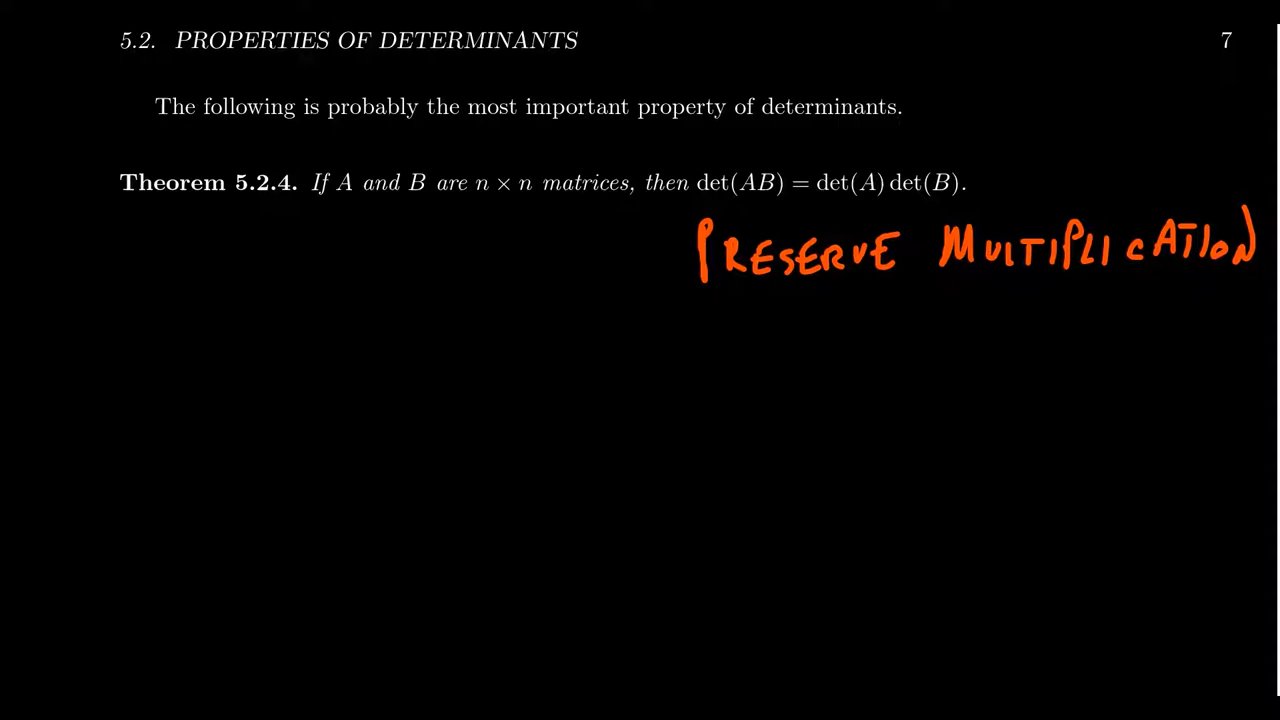 5.2. PROPERTIES OF DETERMINANTS 7
The following is probably the most important property of determinants.
Theorem 5.2.4. If A and B are n × n matrices, then det(AB) = det(A) det(B).
PRESERVE MULTIPLICATION